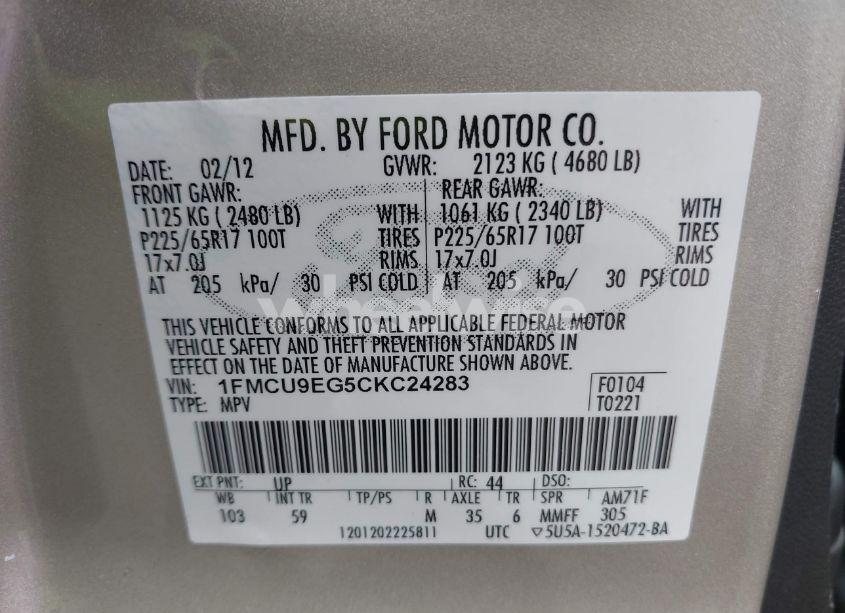 MFD. BY FORD MOTOR CO.
DATE: 02/12 GVWR: 2123 KG ( 4680 LB)
FRONT GAWR: REAR GAWR:
1125 KG ( 2480 LB) WITH 1061 KG ( 2340 LB) WITH
P225/65R17 100T TIRES P225/65R17 100T TIRES
17x7.0J RIMS 17x7.0J RIMS
AT 205 kPa/ 30 PSI COLD AT 205 kPa/ 30 PSI COLD
wheelwire
THIS VEHICLE CONFORMS TO ALL APPLICABLE FEDERAL MOTOR
VEHICLE SAFETY AND THEFT PREVENTION STANDARDS IN
EFFECT ON THE DATE OF MANUFACTURE SHOWN ABOVE.
VIN: 1FMCU9EG5CKC24283 F0104
TYPE: MPV T0221
EXT PNT: UP RC: 44 DSO:
WB INT TR TP/PS R AXLE TR SPR AM71F
103 59 M 35 6 MMFF 305
1201202225811 UTC ▽5U5A-1520472-BA